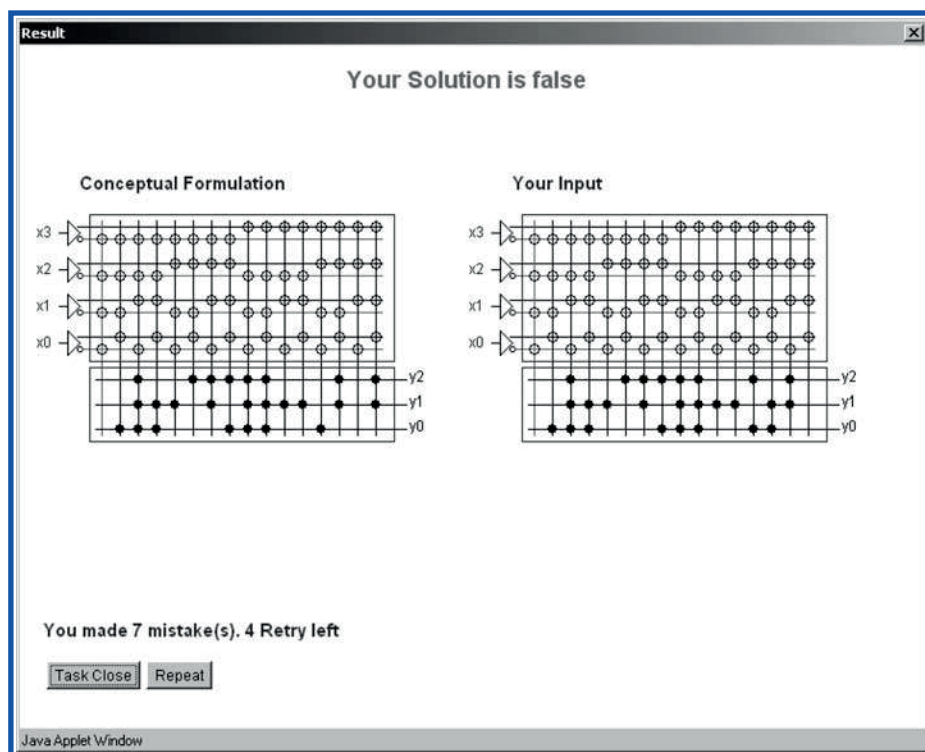 Result
Your Solution is false
Conceptual Formulation
x3
x2
x1
x0
y2
y1
y0
Your Input
x3
x2
x1
x0
y2
y1
y0
You made 7 mistake(s). 4 Retry left
Task Close Repeat
Java Applet Window